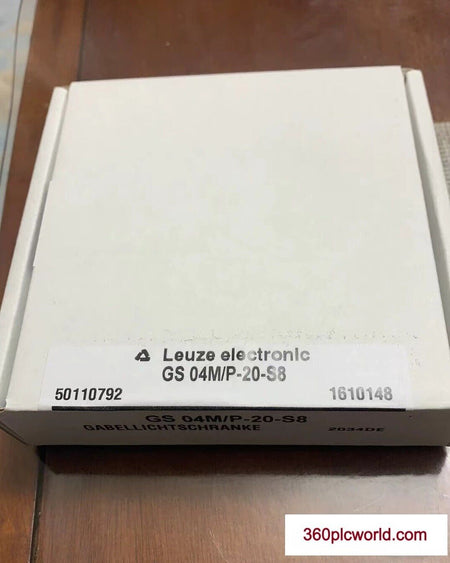 Leuze electronic
GS 04M/P-20-S8
50110792 1610148
GS 04M/P-20-S8
GABELLICHTSCHRANKE 2034DE
360plcworld.com